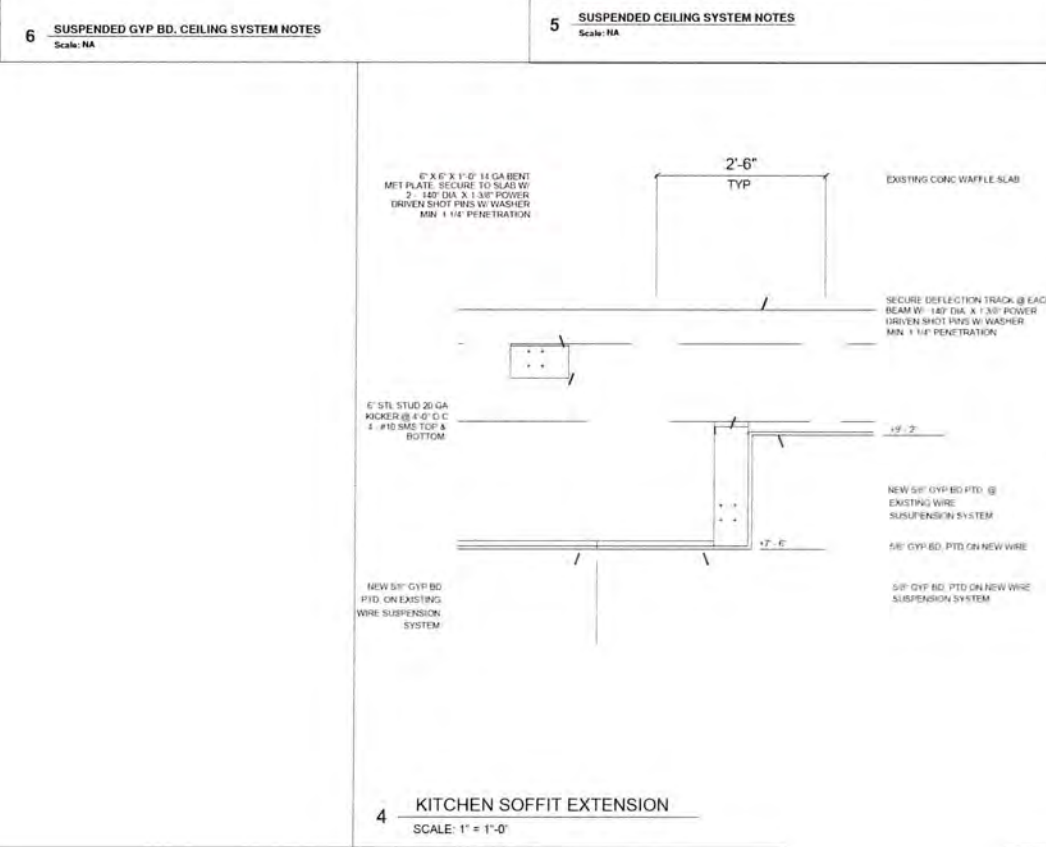 6 SUSPENDED GYP BD. CEILING SYSTEM NOTES
Scale: NA
5 SUSPENDED CEILING SYSTEM NOTES
Scale: NA
6" X 6" X 1'-0" 14 GA BENT
MET PLATE. SECURE TO SLAB W/
2 - .140" DIA. X 1 3/8" POWER
DRIVEN SHOT PINS W/ WASHER
MIN. 1 1/4" PENETRATION
2'-6"
TYP
EXISTING CONC WAFFLE SLAB
SECURE DEFLECTION TRACK @ EAC
BEAM W/ .140" DIA. X 1 3/8" POWER
DRIVEN SHOT PINS W/ WASHER
MIN. 1 1/4" PENETRATION
6" STL STUD 20 GA
KICKER @ 4'-0" O.C
4 - #10 SMS TOP &
BOTTOM
+9'- 2"
NEW 5/8" GYP BD PTD. @
EXISTING WIRE
SUSUPENSION SYSTEM
+7'- 6"
5/8" GYP BD. PTD ON NEW WIRE
NEW 5/8" GYP BD
PTD. ON EXISTING
WIRE SUSPENSION
SYSTEM
5/8" GYP BD. PTD ON NEW WIRE
SUSPENSION SYSTEM
4 KITCHEN SOFFIT EXTENSION
SCALE: 1" = 1"-0'